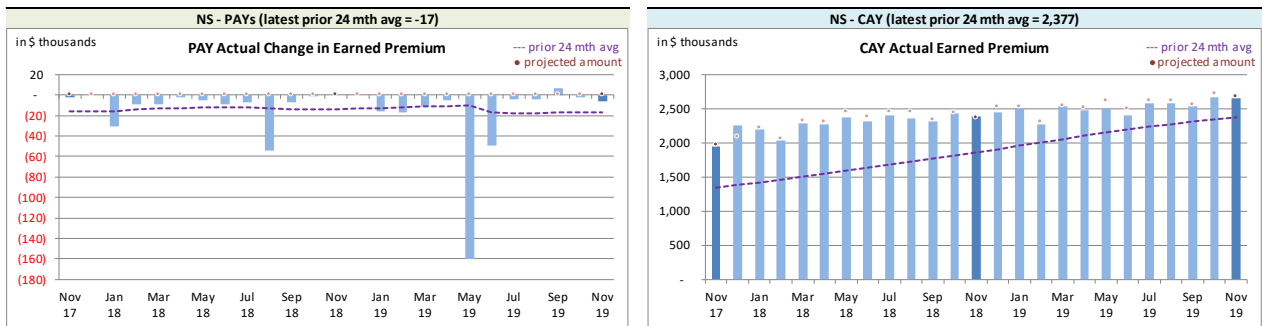 NS - PAYs (latest prior 24 mth avg = -17)
in $ thousands
PAY Actual Change in Earned Premium
--- prior 24 mth avg
• projected amount
20
-
(20)
(40)
(60)
(80)
(100)
(120)
(140)
(160)
(180)
Nov Jan Mar May Jul Sep Nov Jan Mar May Jul Sep Nov
17 18 18 18 18 18 18 19 19 19 19 19 19
NS - CAY (latest prior 24 mth avg = 2,377)
in $ thousands
CAY Actual Earned Premium
--- prior 24 mth avg
• projected amount
3,000
2,500
2,000
1,500
1,000
500
-
Nov Jan Mar May Jul Sep Nov Jan Mar May Jul Sep Nov
17 18 18 18 18 18 18 19 19 19 19 19 19